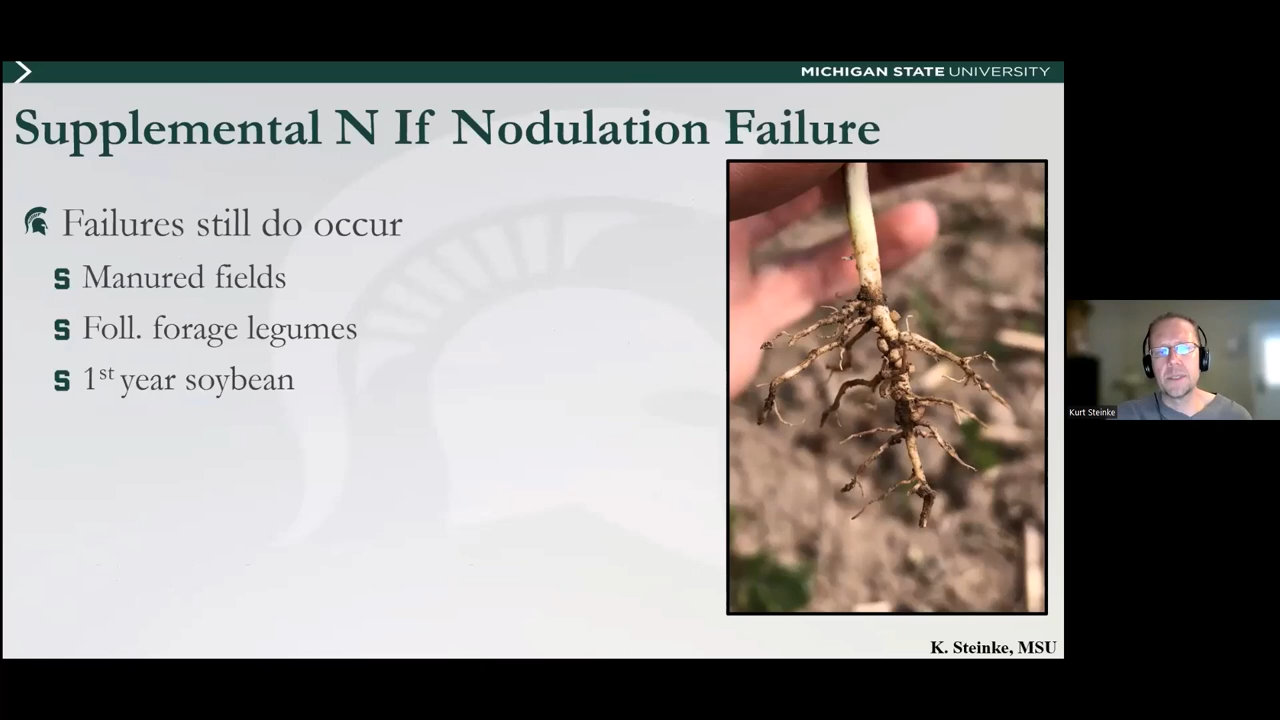 MICHIGAN STATE UNIVERSITY
Supplemental N If Nodulation Failure
Failures still do occur
Manured fields
Foll. forage legumes
1st year soybean
Kurt Steinke
K. Steinke, MSU